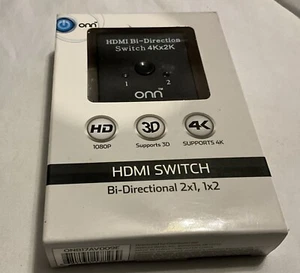 onn
HDMI Bi-Direction
Switch 4Kx2K
1 2
onn
HD 3D 4K
1080P Supports 3D SUPPORTS 4K
HDMI SWITCH
Bi-Directional 2x1, 1x2